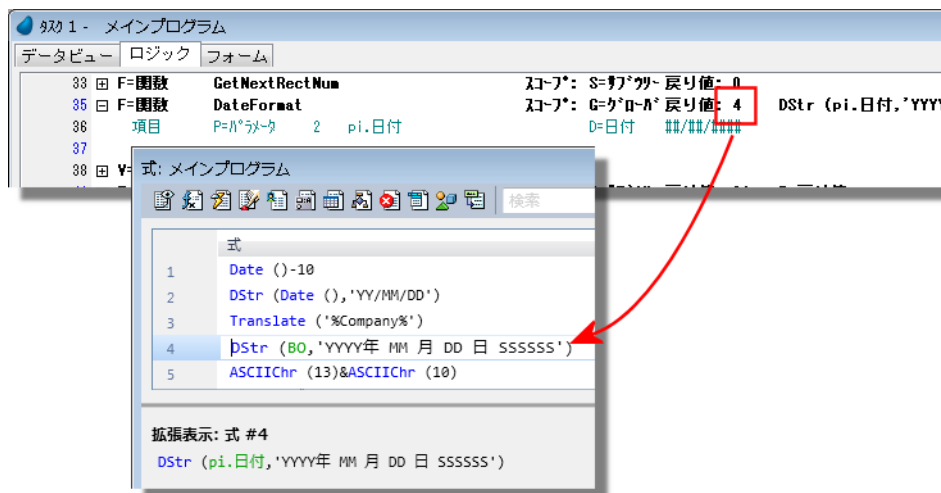 ﾀｽｸ 1 - メインプログラム
データビュー ロジック フォーム
33 F=関数 GetNextRectNum ｽｺｰﾌﾟ: S=ｻﾌﾞﾂﾘｰ 戻り値: 0
35 F=関数 DateFormat ｽｺｰﾌﾟ: G=ｸﾞﾛｰﾊﾞ 戻り値: 4 DStr (pi.日付,'YYYY
36 項目 P=ﾊﾟﾗﾒｰﾀ 2 pi.日付 D=日付 ##/##/####
37
38 V=
式: メインプログラム
検索
式
1 Date ()-10
2 DStr (Date (),'YY/MM/DD')
3 Translate ('%Company%')
4 DStr (BO,'YYYY年 MM 月 DD 日 SSSSSS')
5 ASCIIChr (13)&ASCIIChr (10)
拡張表示: 式 #4
DStr (pi.日付,'YYYY年 MM 月 DD 日 SSSSSS')